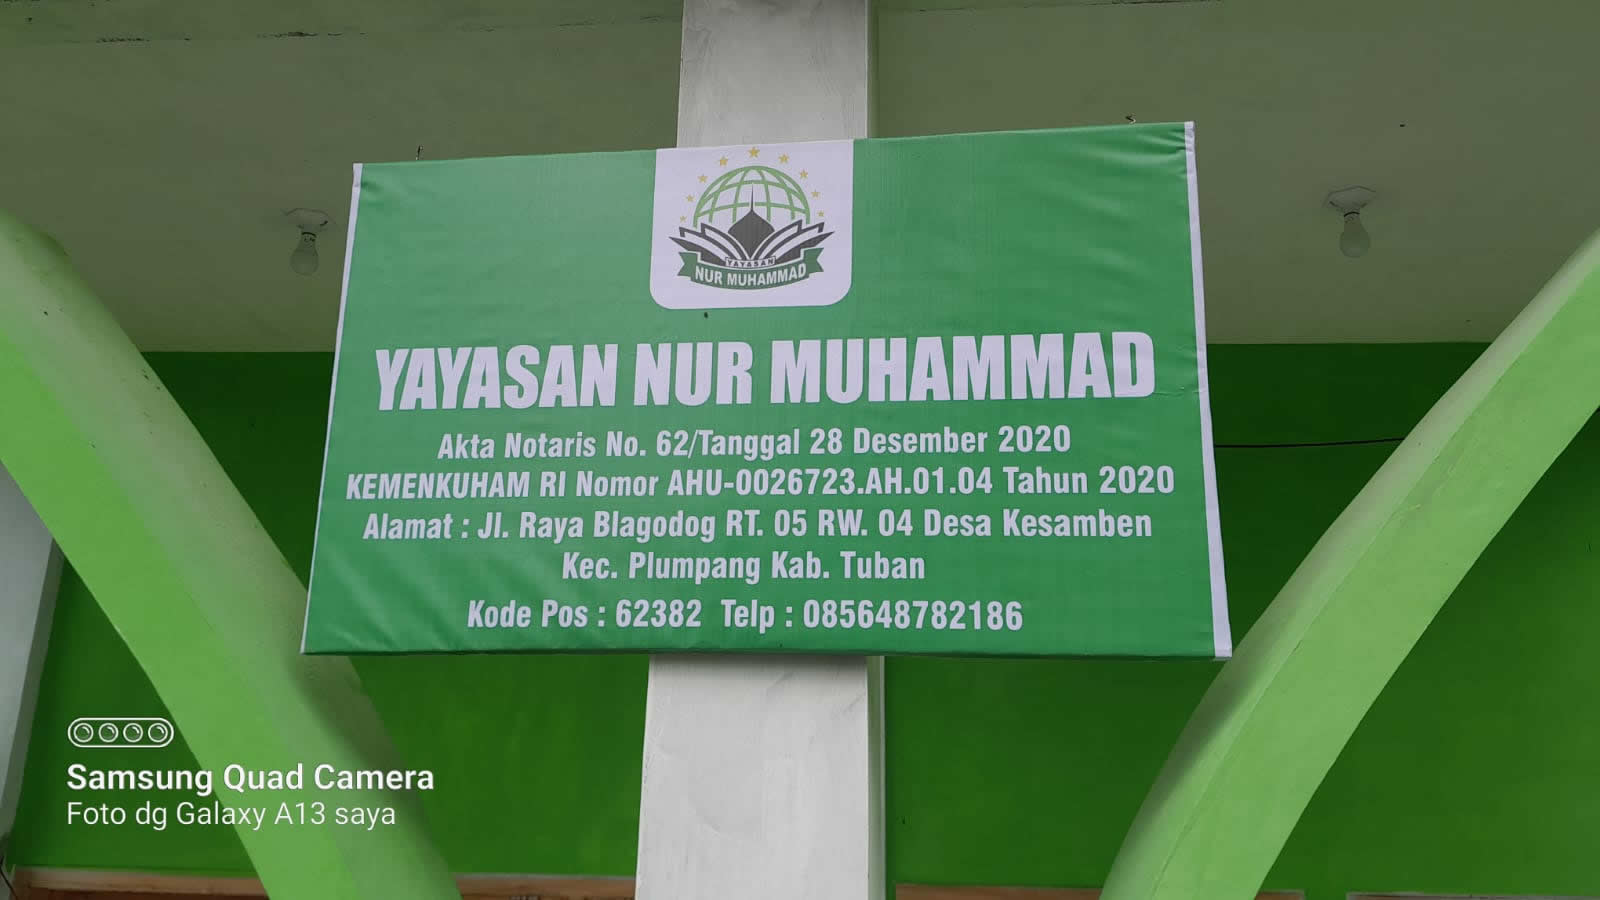 YAYASAN
NUR MUHAMMAD
YAYASAN NUR MUHAMMAD
Akta Notaris No. 62/Tanggal 28 Desember 2020
KEMENKUHAM RI Nomor AHU-0026723.AH.01.04 Tahun 2020
Alamat : Jl. Raya Blagodog RT. 05 RW. 04 Desa Kesamben
Kec. Plumpang Kab. Tuban
Kode Pos : 62382 Telp : 085648782186
Samsung Quad Camera
Foto dg Galaxy A13 saya